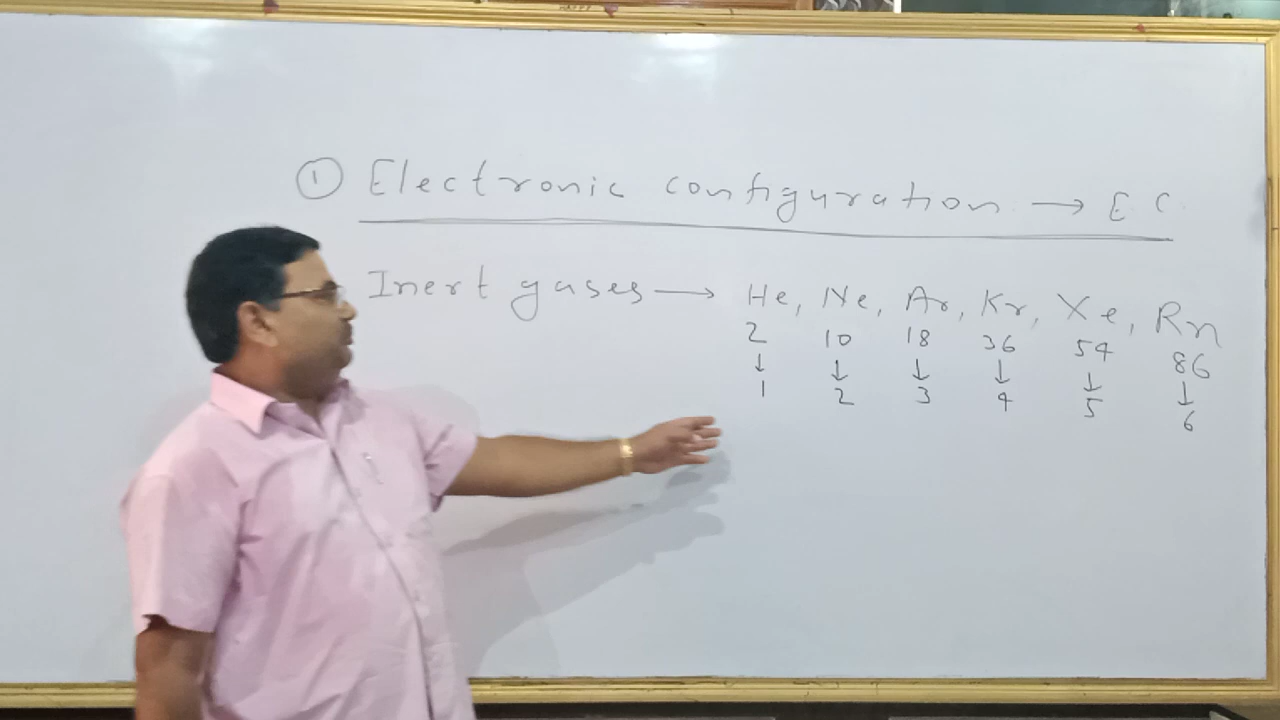 ① Electronic configuration → E C
Inert gases → He, Ne, Ar, Kr, Xe, Rn
2 10 18 36 54 86
↓ ↓ ↓ ↓ ↓ ↓
1 2 3 4 5 6